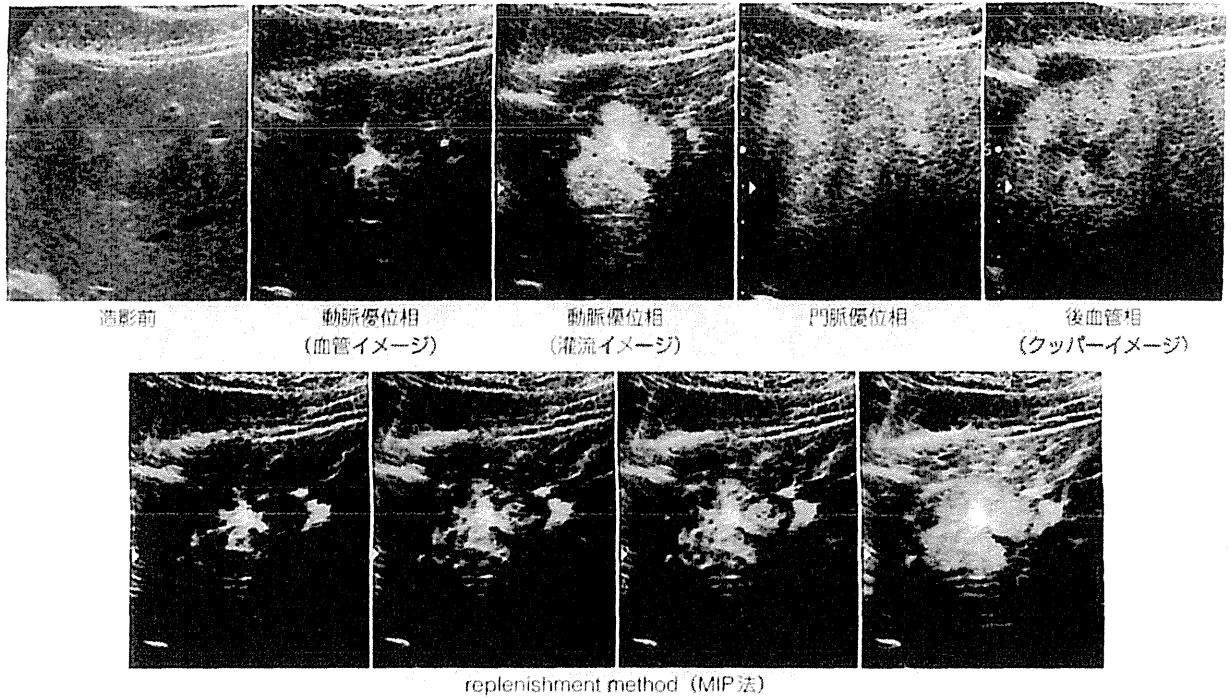 造影前
動脈優位相
(血管イメージ)
動脈優位相
(灌流イメージ)
門脈優位相
後血管相
(クッパーイメージ)
replenishment method (MIP法)